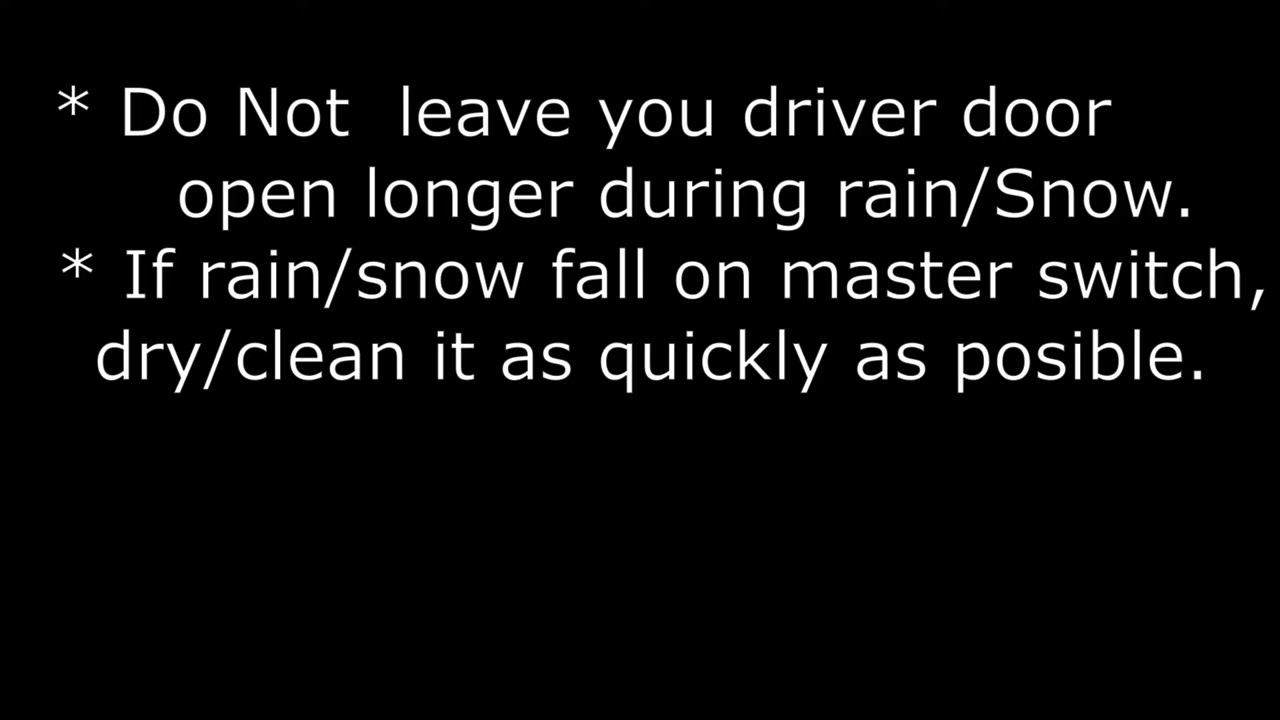 * Do Not  leave you driver door
open longer during rain/Snow.
* If rain/snow fall on master switch,
dry/clean it as quickly as posible.